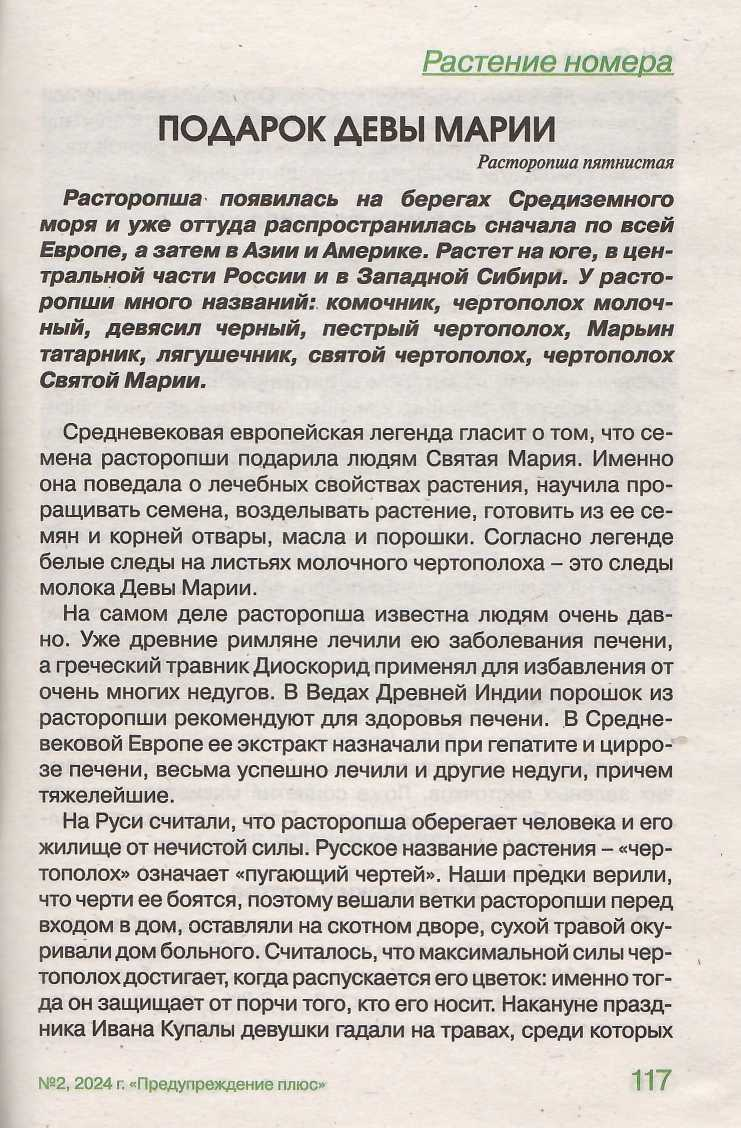 Растение номера
ПОДАРОК ДЕВЫ МАРИИ
Расторопша пятнистая
Расторопша появилась на берегах Средиземного
моря и уже оттуда распространилась сначала по всей
Европе, а затем в Азии и Америке. Растет на юге, в цен-
тральной части России и в Западной Сибири. У расто-
ропши много названий: комочник, чертополох молоч-
ный, девясил черный, пестрый чертополох, Марьин
татарник, лягушечник, святой чертополох, чертополох
Святой Марии.
Средневековая европейская легенда гласит о том, что се-
мена расторопши подарила людям Святая Мария. Именно
она поведала о лечебных свойствах растения, научила про-
ращивать семена, возделывать растение, готовить из ее се-
мян и корней отвары, масла и порошки. Согласно легенде
белые следы на листьях молочного чертополоха – это следы
молока Девы Марии.
На самом деле расторопша известна людям очень дав-
но. Уже древние римляне лечили ею заболевания печени,
а греческий травник Диоскорид применял для избавления от
очень многих недугов. В Ведах Древней Индии порошок из
расторопши рекомендуют для здоровья печени. В Средне-
вековой Европе ее экстракт назначали при гепатите и цирро-
зе печени, весьма успешно лечили и другие недуги, причем
тяжелейшие.
На Руси считали, что расторопша оберегает человека и его
жилище от нечистой силы. Русское название растения – «чер-
тополох» означает «пугающий чертей». Наши предки верили,
что черти ее боятся, поэтому вешали ветки расторопши перед
входом в дом, оставляли на скотном дворе, сухой травой оку-
ривали дом больного. Считалось, что максимальной силы чер-
тополох достигает, когда распускается его цветок: именно тог-
да он защищает от порчи того, кто его носит. Накануне празд-
ника Ивана Купалы девушки гадали на травах, среди которых
№2, 2024 г. «Предупреждение плюс»
117